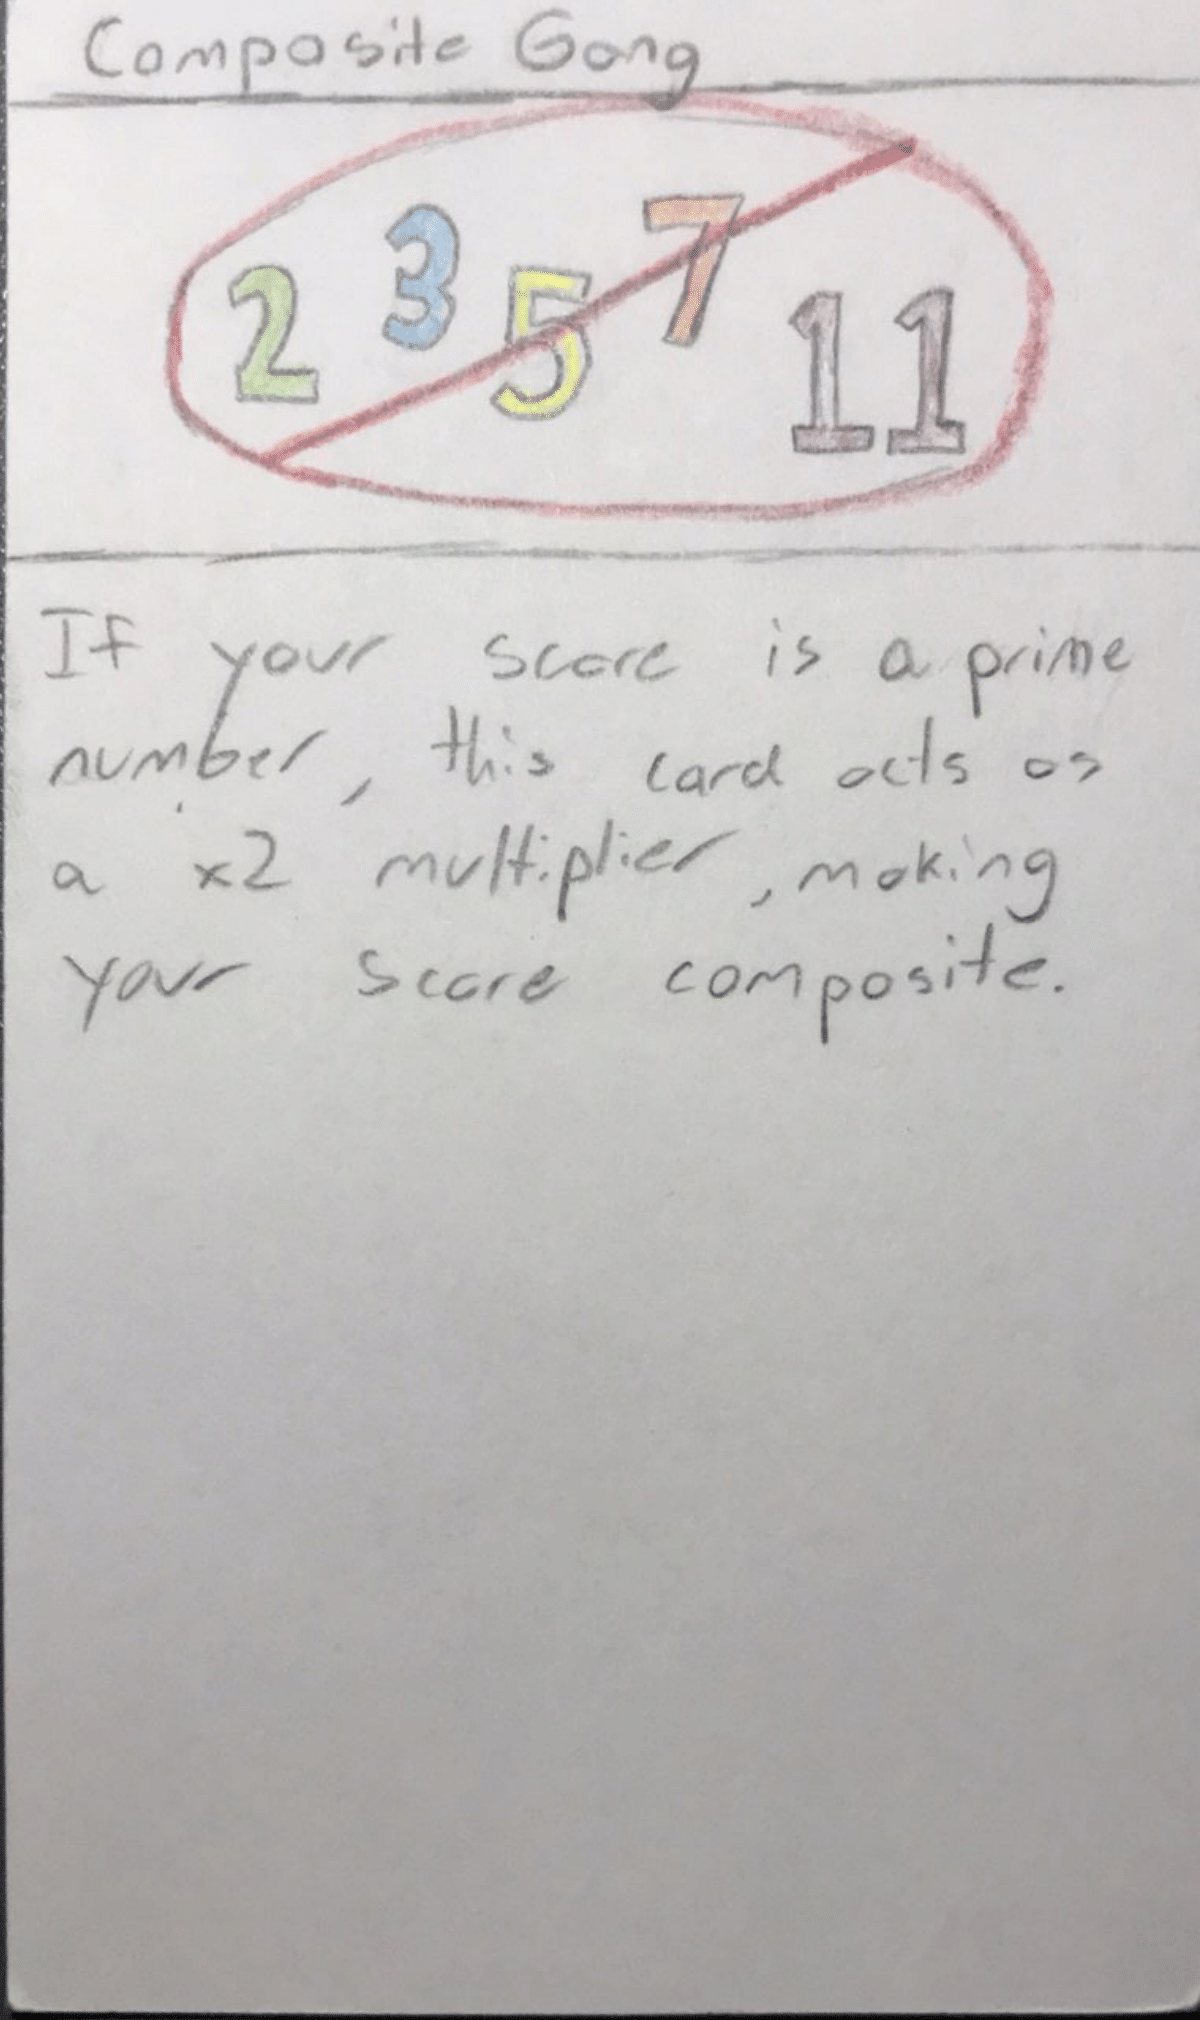 Composite Gang
2 3 5 7 11
If your score is a prime
number, this card acts as
a x2 multiplier, making
your score composite.